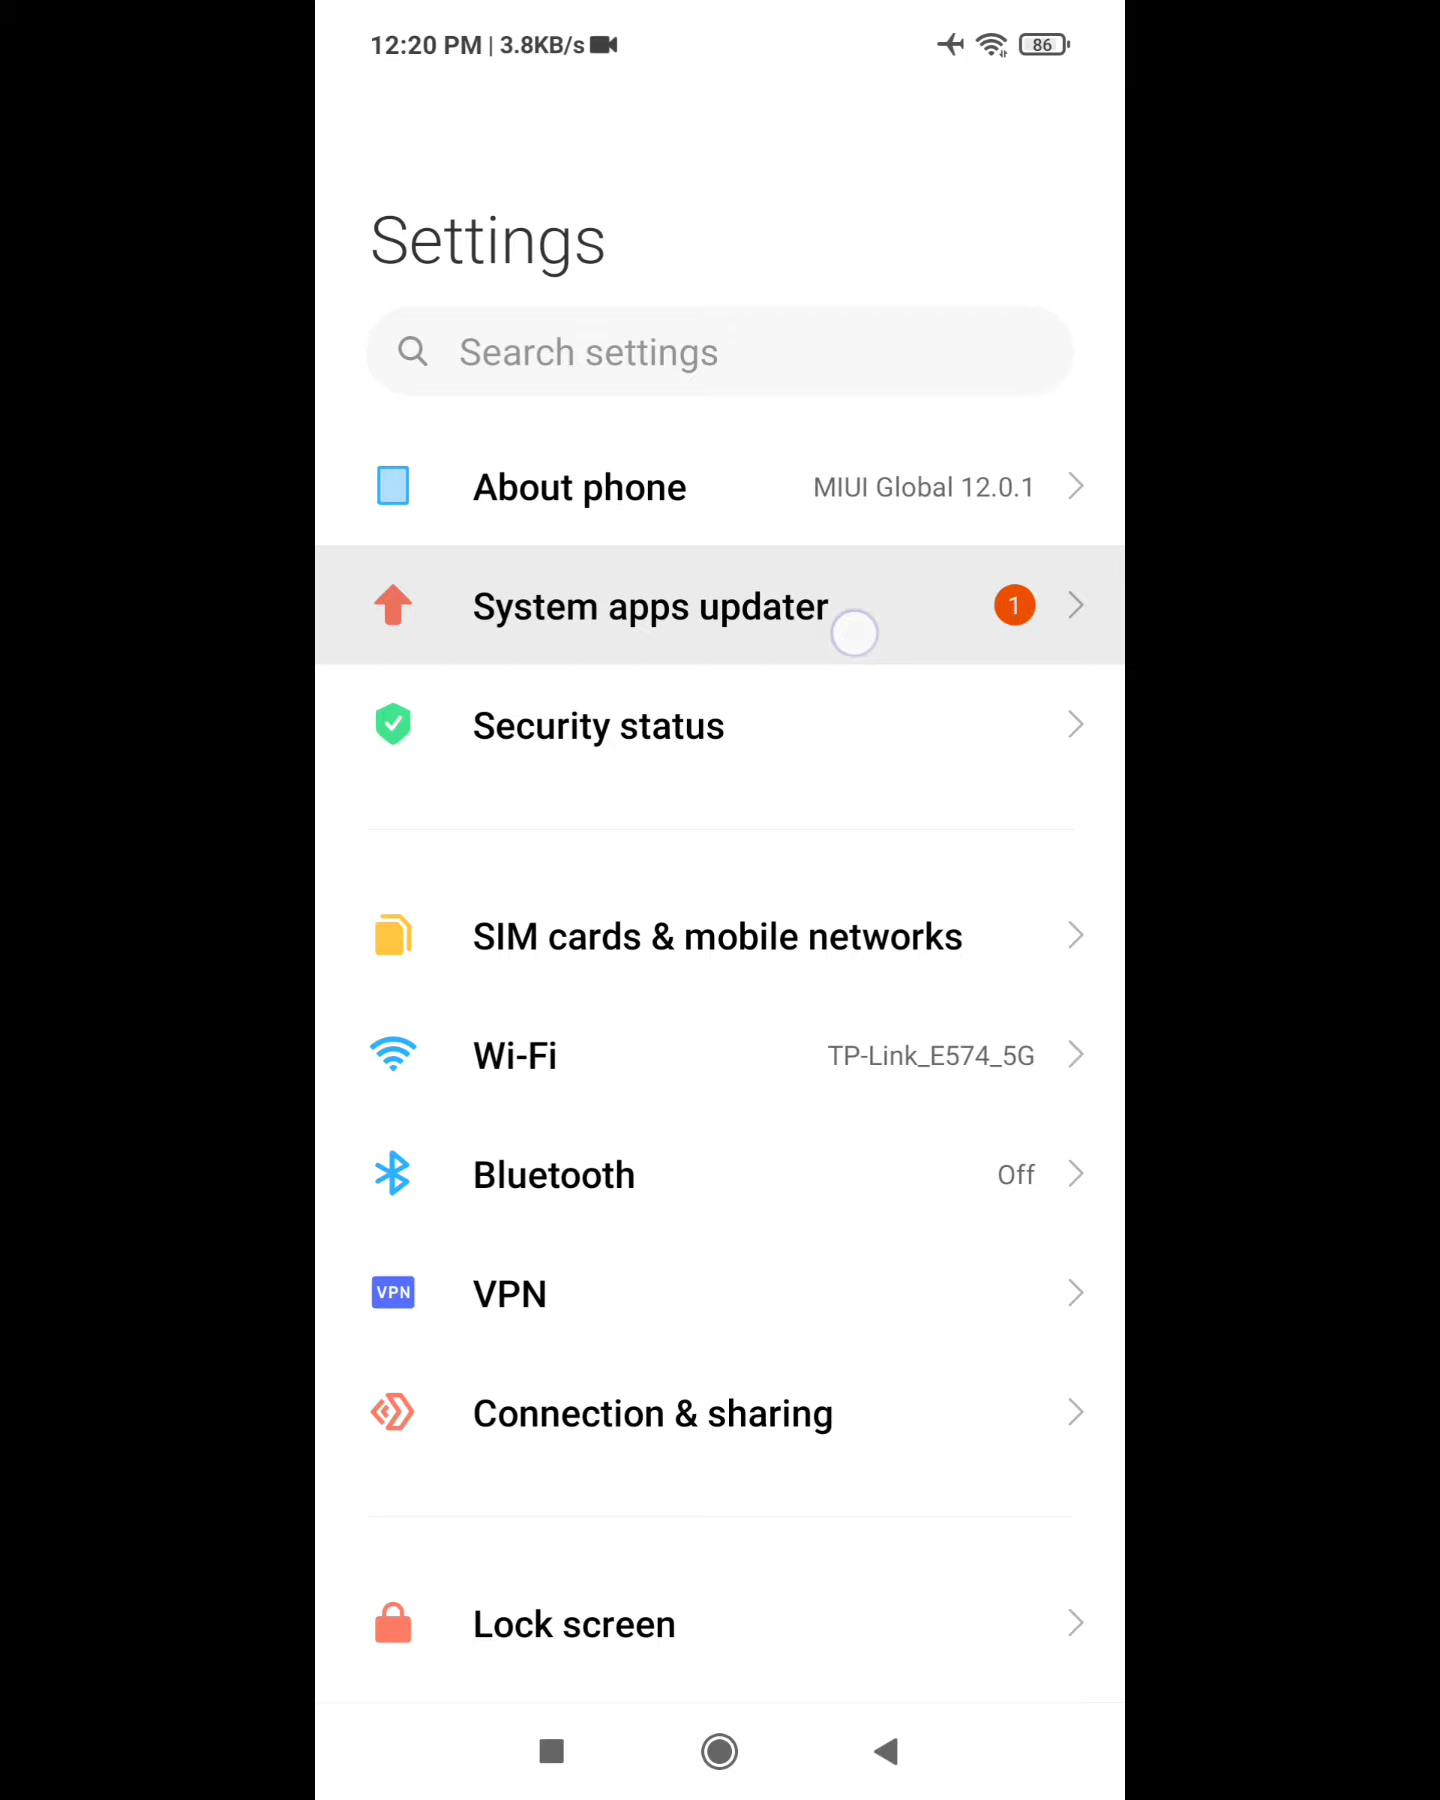 12:20 PM | 3.8KB/s 86
Settings
Search settings
About phone MIUI Global 12.0.1
System apps updater 1
Security status
SIM cards & mobile networks
Wi-Fi TP-Link_E574_5G
Bluetooth Off
VPN VPN
Connection & sharing
Lock screen